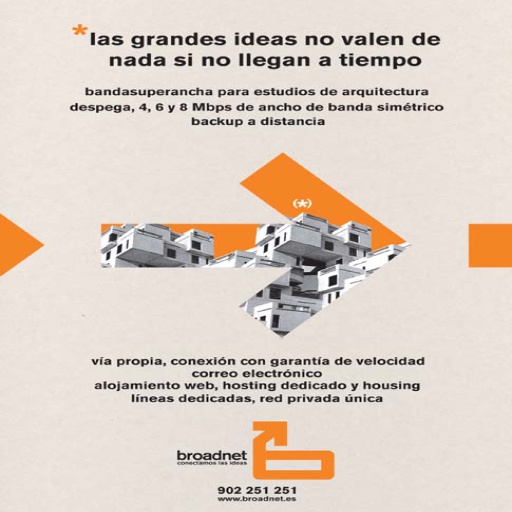 *las grandes ideas no valen de
nada si no llegan a tiempo
bandasuperancha para estudios de arquitectura
despega, 4, 6 y 8 Mbps de ancho de banda simétrico
backup a distancia
(*)
vía propia, conexión con garantía de velocidad
correo electrónico
alojamiento web, hosting dedicado y housing
líneas dedicadas, red privada única
broadnet
conectamos las ideas
902 251 251
www.broadnet.es